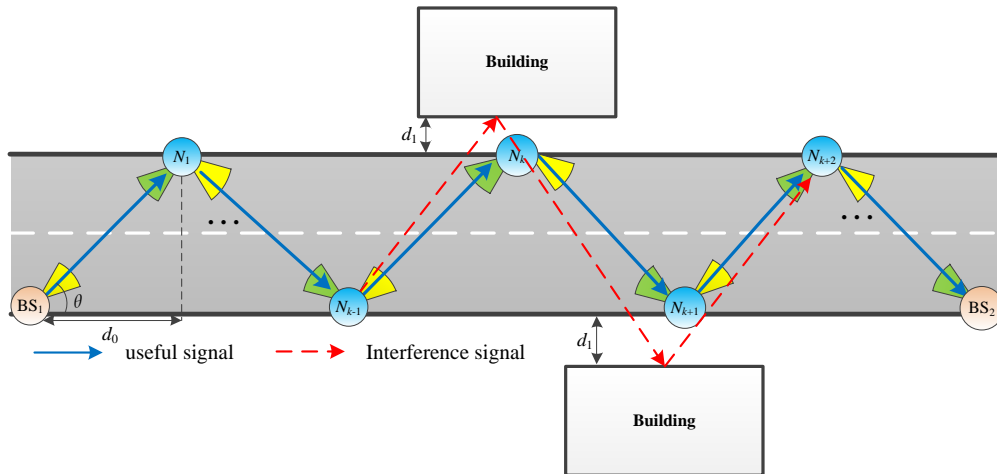 Building
d1
N1
Nk
Nk+2
...
...
BS1
θ
Nk-1
Nk+1
BS2
d0
useful signal
Interference signal
d1
Building